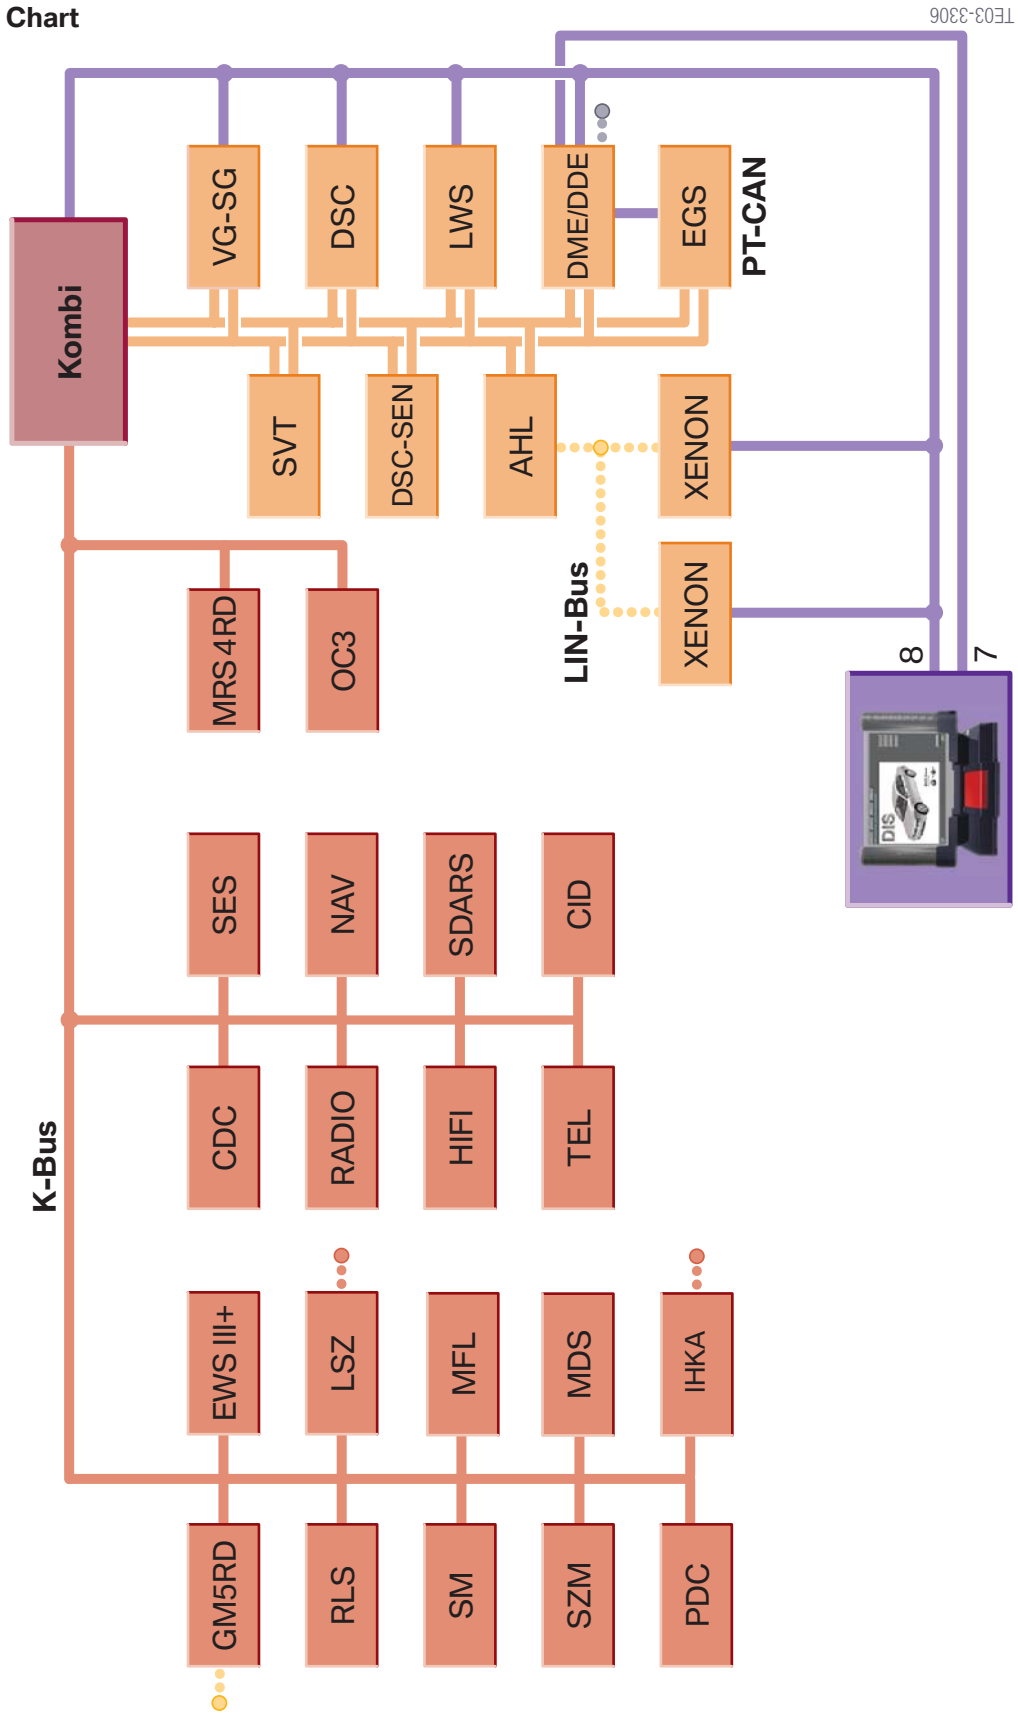 Chart
TE03-3306
Kombi
VG-SG
DSC
LWS
DME/DDE
EGS
PT-CAN
SVT
DSC-SEN
AHL
XENON
LIN-Bus
XENON
MRS 4RD
OC3
8
7
DIS
SES
NAV
SDARS
CID
K-Bus
CDC
RADIO
HIFI
TEL
EWS III+
LSZ
MFL
MDS
IHKA
GM5RD
RLS
SM
SZM
PDC